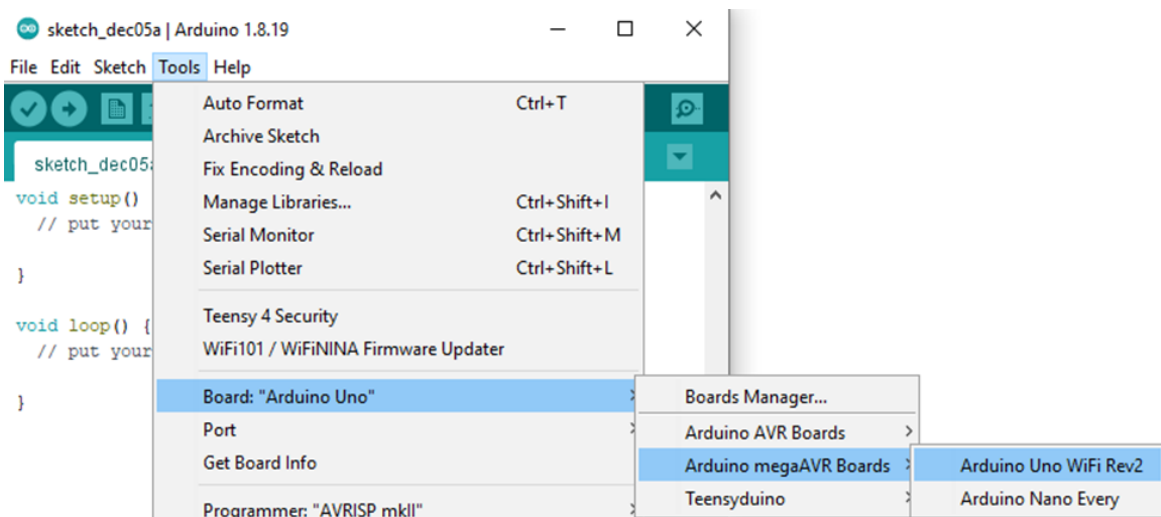 sketch_dec05a | Arduino 1.8.19
File Edit Sketch Tools Help
Auto Format Ctrl+T
Archive Sketch
sketch_dec05
Fix Encoding & Reload
void setup()
Manage Libraries... Ctrl+Shift+I
// put your
Serial Monitor Ctrl+Shift+M
}
Serial Plotter Ctrl+Shift+L
Teensy 4 Security
void loop() {
// put your
WiFi101 / WiFiNINA Firmware Updater
}
Board: "Arduino Uno" Boards Manager...
Port Arduino AVR Boards
Get Board Info Arduino megaAVR Boards Arduino Uno WiFi Rev2
Programmer: "AVRISP mkII" Teensyduino Arduino Nano Every